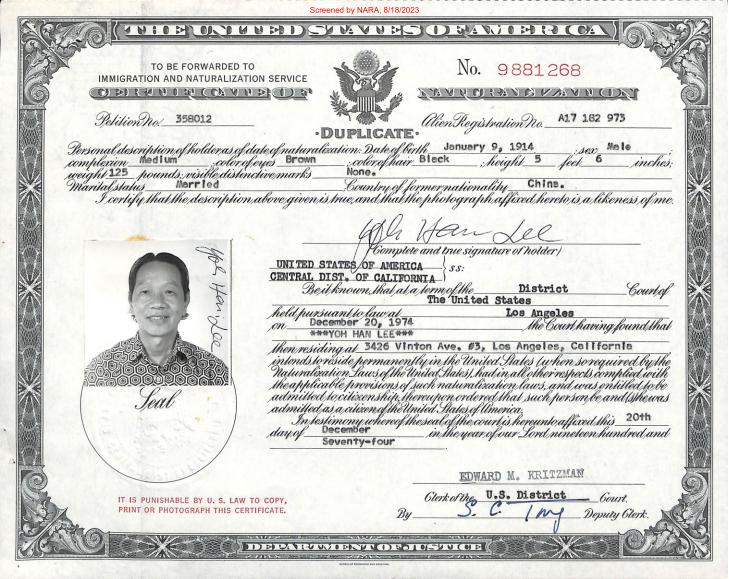 Screened by NARA, 8/18/2023
THE UNITED STATES OF AMERICA
TO BE FORWARDED TO
IMMIGRATION AND NATURALIZATION SERVICE
No. 9881268
CERTIFICATE OF NATURALIZATION
Petition No. 358012
Alien Registration No. A17 182 973
·DUPLICATE·
Personal description of holder as of date of naturalization: Date of birth January 9, 1914 ; sex Male
complexion Medium ; color of eyes Brown ; color of hair Black ; height 5 feet 6 inches;
weight 125 pounds; visible distinctive marks None.
Marital status Married Country of former nationality China.
I certify that the description above given is true, and that the photograph affixed hereto is a likeness of me.
Yoh Han Lee
(Complete and true signature of holder)
Yoh Han Lee
UNITED STATES OF AMERICA
CENTRAL DIST. OF CALIFORNIA } ss:
Be it known, that at a term of the District Court of
The United States
held pursuant to law at Los Angeles
on December 20, 1974 the Court having found that
***YOH HAN LEE***
then residing at 3426 Vinton Ave. #3, Los Angeles, California
intends to reside permanently in the United States (when so required by the
Naturalization Laws of the United States), had in all other respects complied with
the applicable provisions of such naturalization laws, and was entitled to be
admitted to citizenship, thereupon ordered that such person be and (s)he was
admitted as a citizen of the United States of America.
In testimony whereof the seal of the court is hereunto affixed this 20th
day of December in the year of our Lord nineteen hundred and
Seventy-four
Seal
EDWARD M. KRITZMAN
Clerk of the U.S. District Court.
By S. C. Deputy Clerk.
IT IS PUNISHABLE BY U. S. LAW TO COPY,
PRINT OR PHOTOGRAPH THIS CERTIFICATE.
DEPARTMENT OF JUSTICE